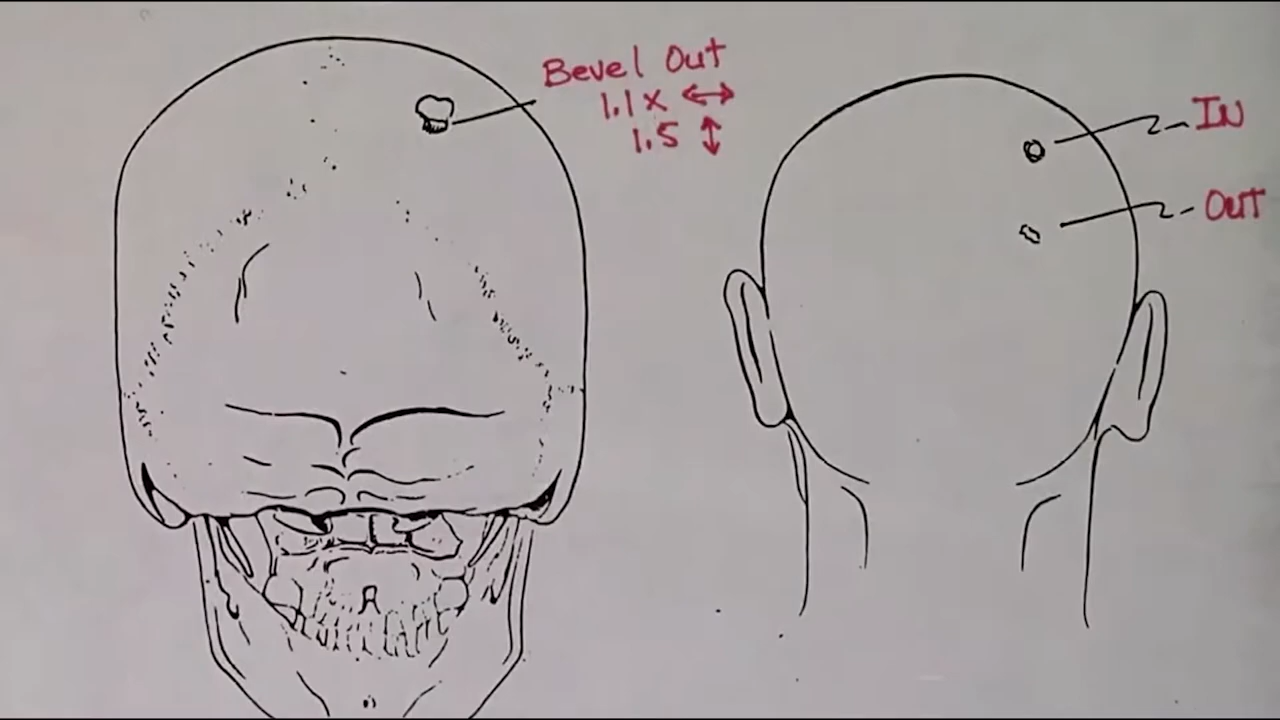 Bevel Out
1.1 x ↔
1.5 ↕
IN
OUT